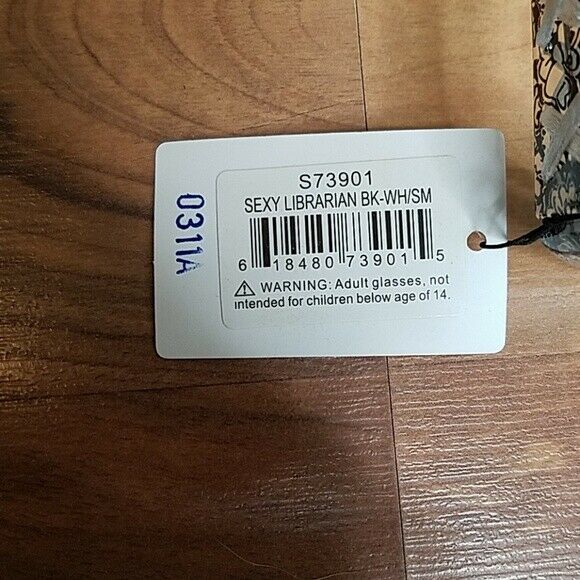 S73901
SEXY LIBRARIAN BK-WH/SM
6 18480 73901 5
⚠ WARNING: Adult glasses, not
intended for children below age of 14.
0311A